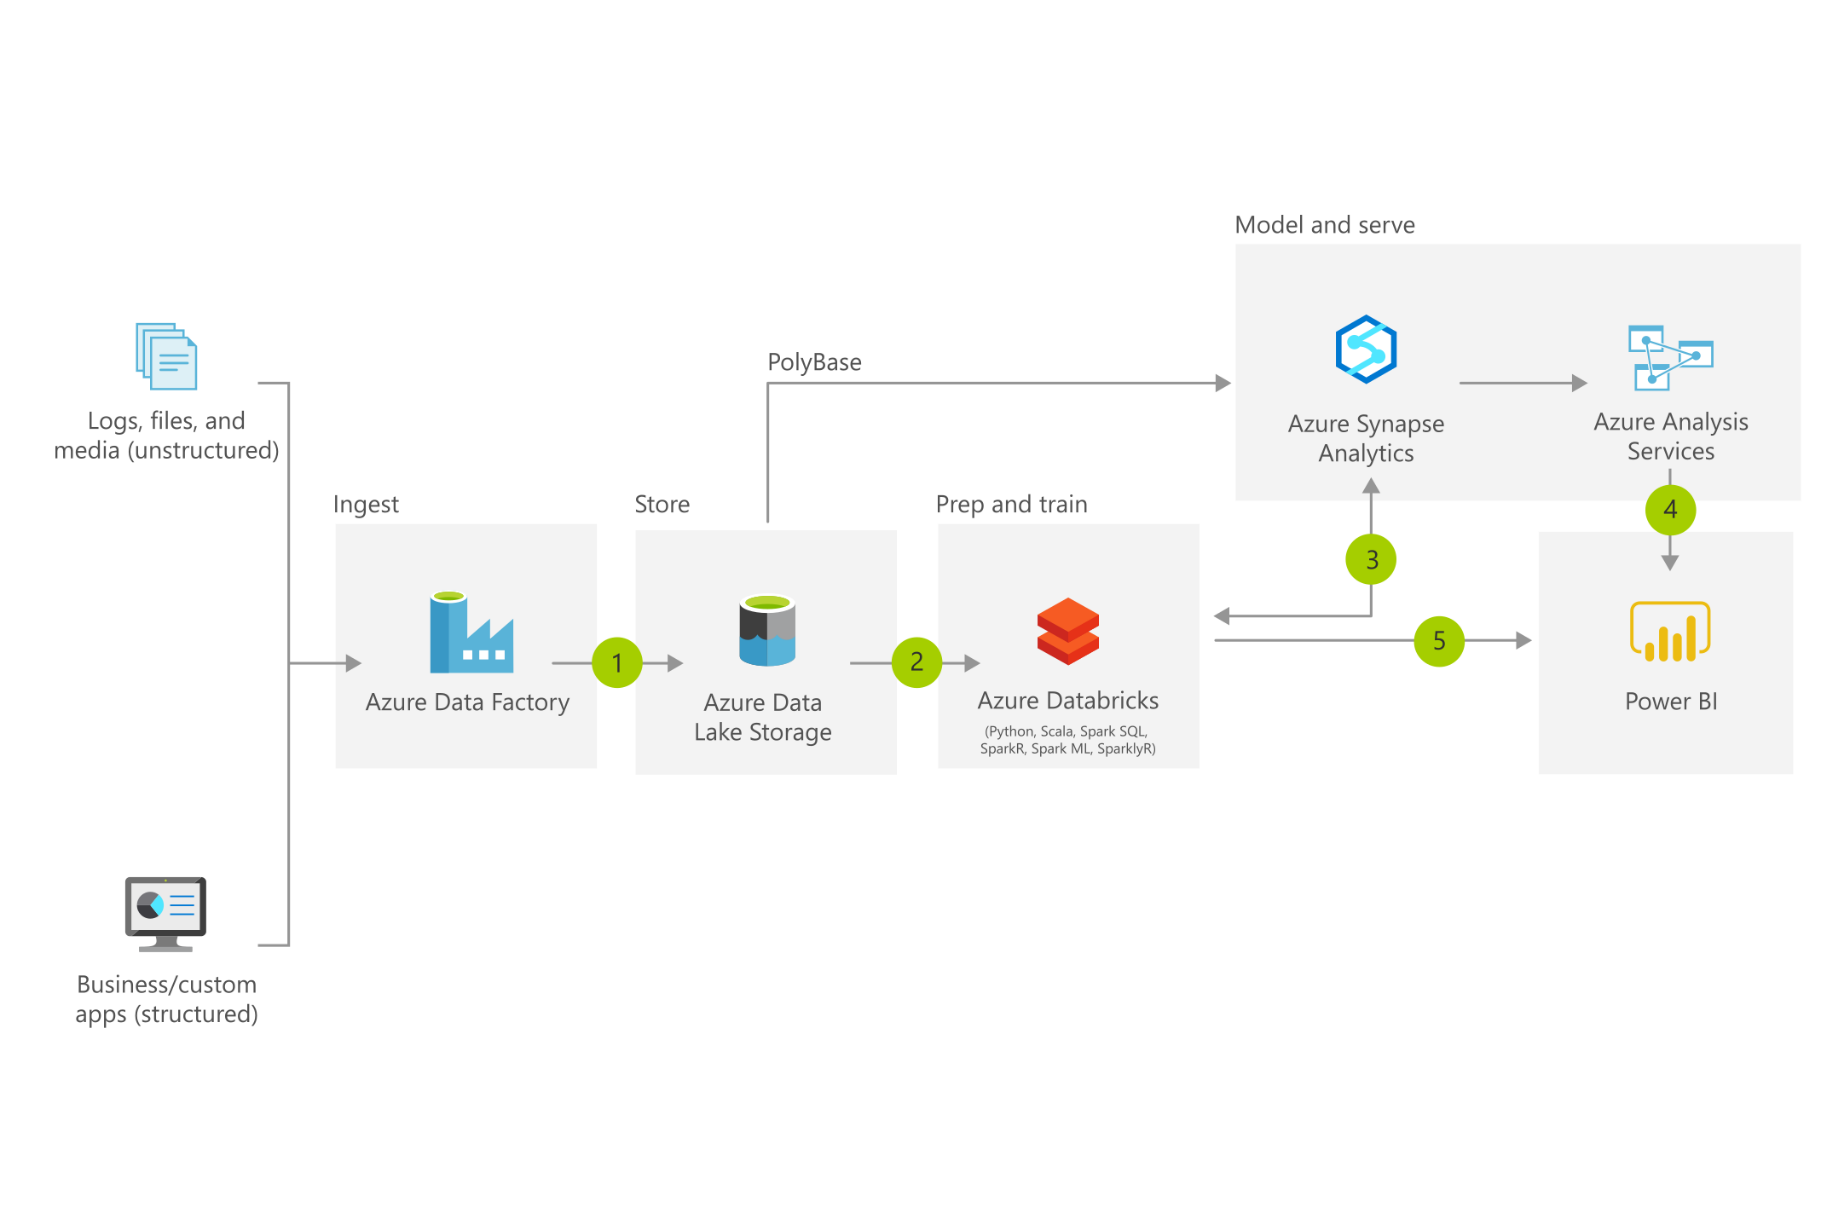 Model and serve
Logs, files, and
media (unstructured)
PolyBase
Azure Synapse
Analytics
Azure Analysis
Services
Ingest
Store
Prep and train
4
3
1
2
5
Azure Data Factory
Azure Data
Lake Storage
Azure Databricks
(Python, Scala, Spark SQL,
SparkR, Spark ML, SparklyR)
Power BI
Business/custom
apps (structured)